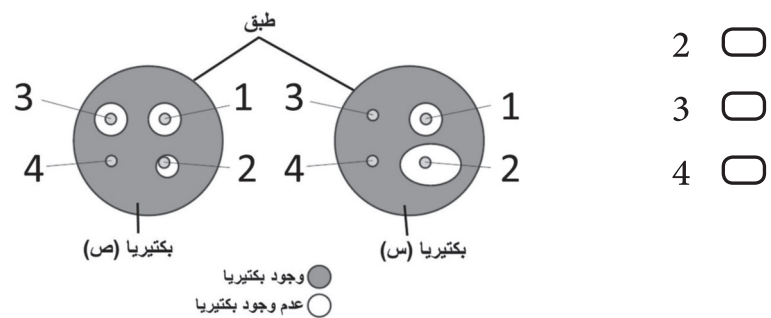 طبق
3 1 3 1
4 2 4 2
بكتيريا (ص) بكتيريا (س)
وجود بكتيريا
عدم وجود بكتيريا
2
3
4